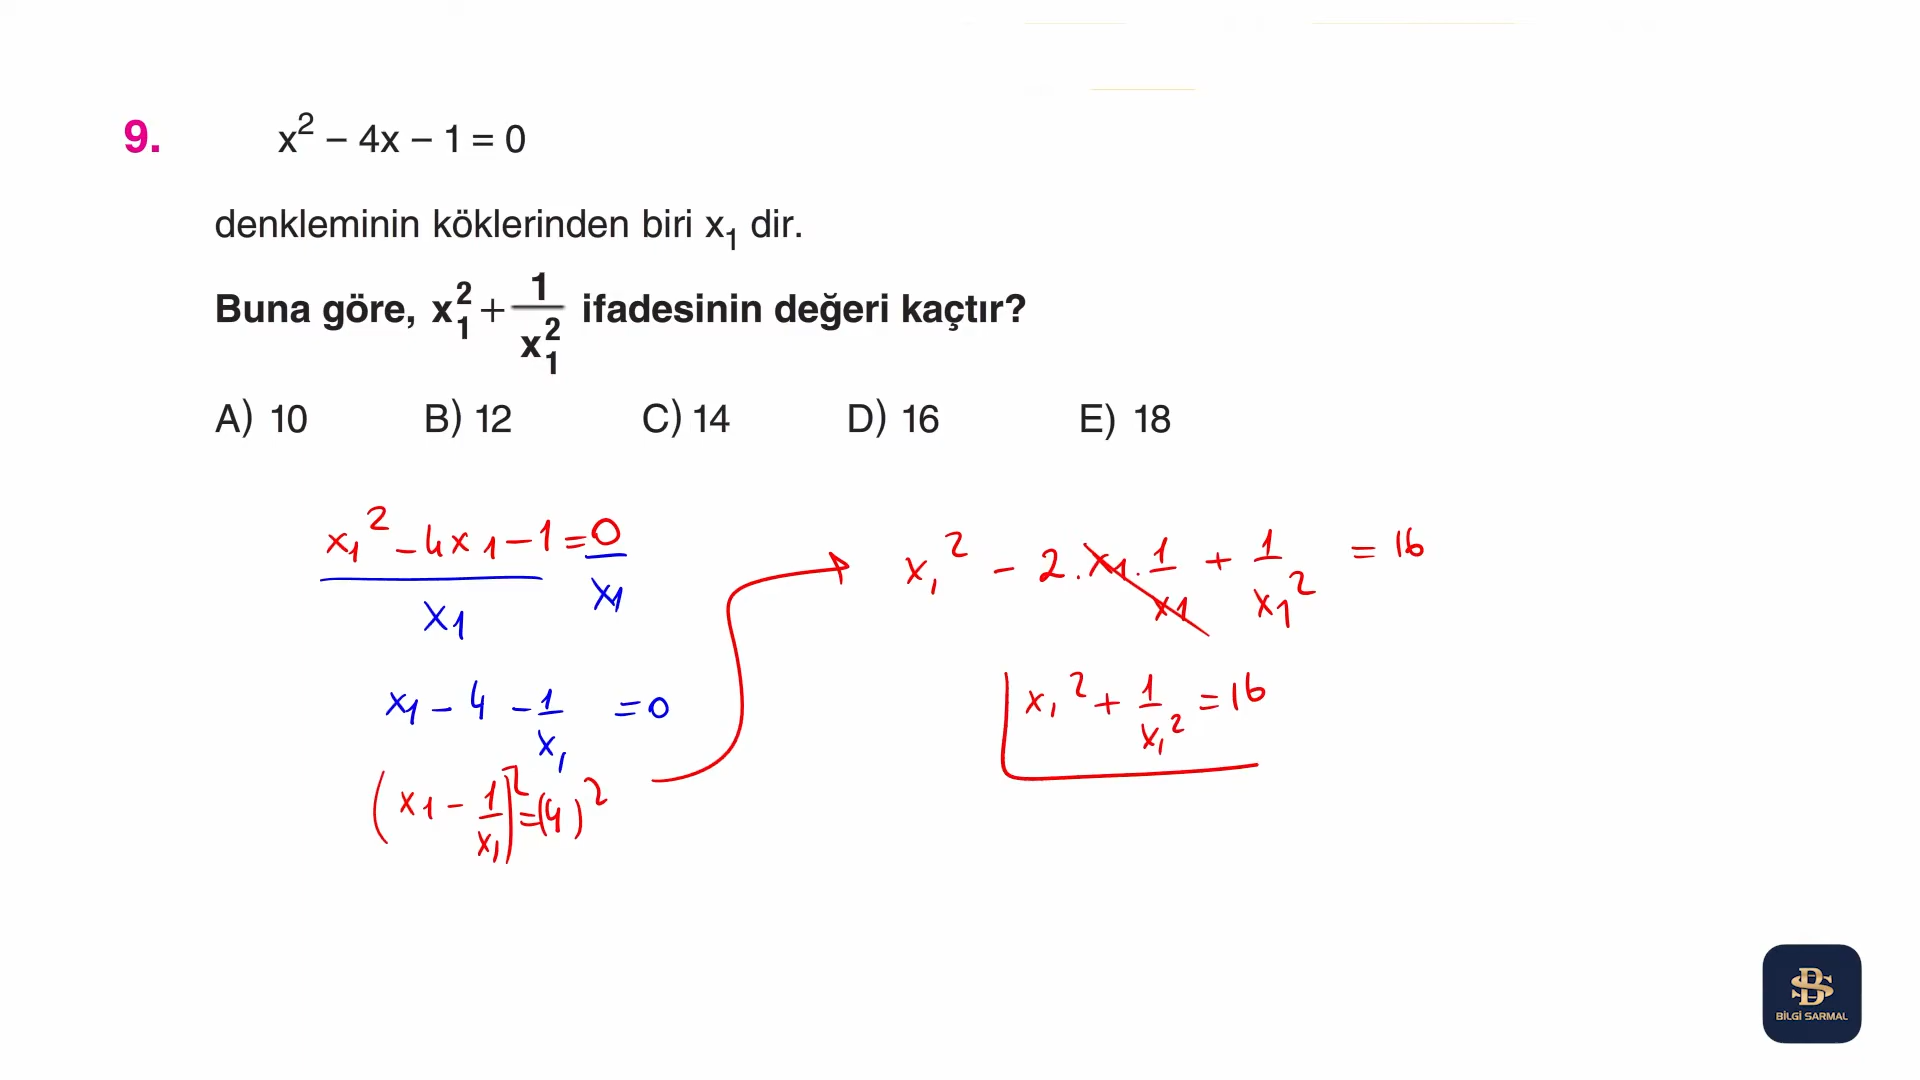 9. x² – 4x – 1 = 0
denkleminin köklerinden biri x₁ dir.
Buna göre, x₁² + 1/x₁² ifadesinin değeri kaçtır?
A) 10 B) 12 C) 14 D) 16 E) 18
x₁² – 4x₁ – 1 = 0
x₁ x₁
x₁ – 4 – 1/x₁ = 0
(x₁ – 1/x₁)² = (4)²
x₁² – 2 . x₁ . 1/x₁ + 1/x₁² = 16
x₁² + 1/x₁² = 16
BİLGİ SARMAL